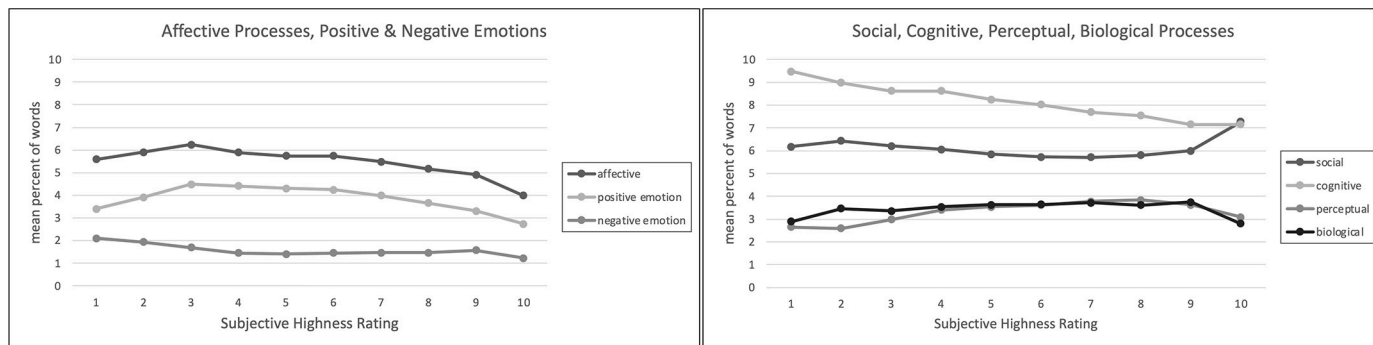 Affective Processes, Positive & Negative Emotions
10
9
8
7
6
5
4
3
2
1
0
mean percent of words
1 2 3 4 5 6 7 8 9 10
Subjective Highness Rating
affective
positive emotion
negative emotion
Social, Cognitive, Perceptual, Biological Processes
10
9
8
7
6
5
4
3
2
1
0
mean percent of words
1 2 3 4 5 6 7 8 9 10
Subjective Highness Rating
social
cognitive
perceptual
biological